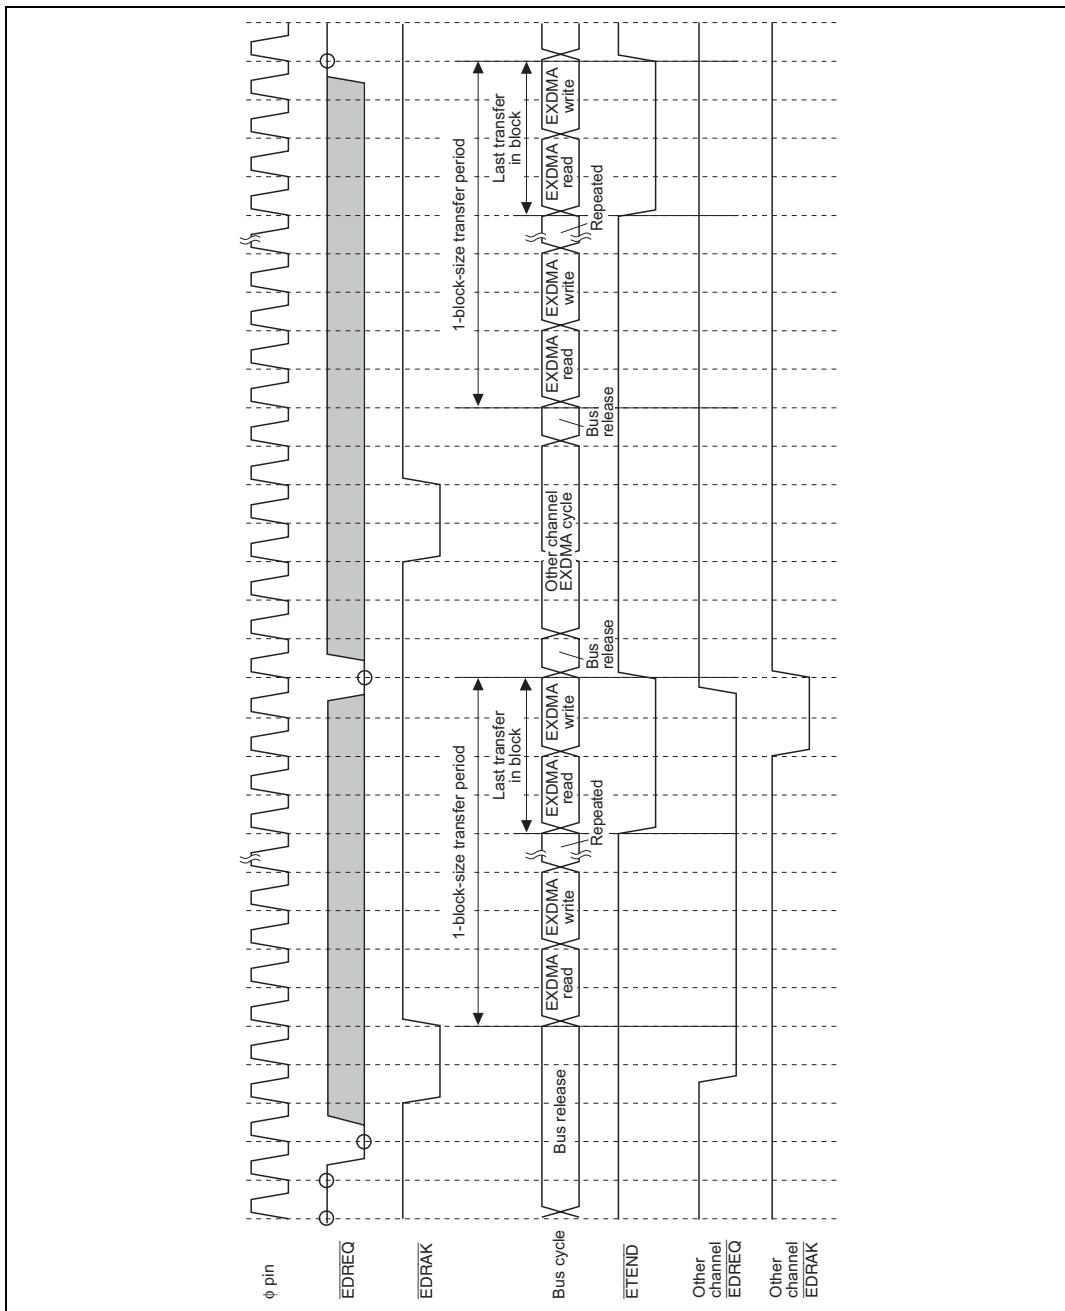 φ pin
EDREQ
EDRAK
1-block-size transfer period
1-block-size transfer period
Last transfer
in block
Last transfer
in block
Bus cycle
Bus release
EXDMA
read
EXDMA
write
Repeated
EXDMA
read
EXDMA
write
Bus
release
Other channel
EXDMA cycle
Bus
release
EXDMA
read
EXDMA
write
Repeated
EXDMA
read
EXDMA
write
ETEND
Other
channel
EDREQ
Other
channel
EDRAK